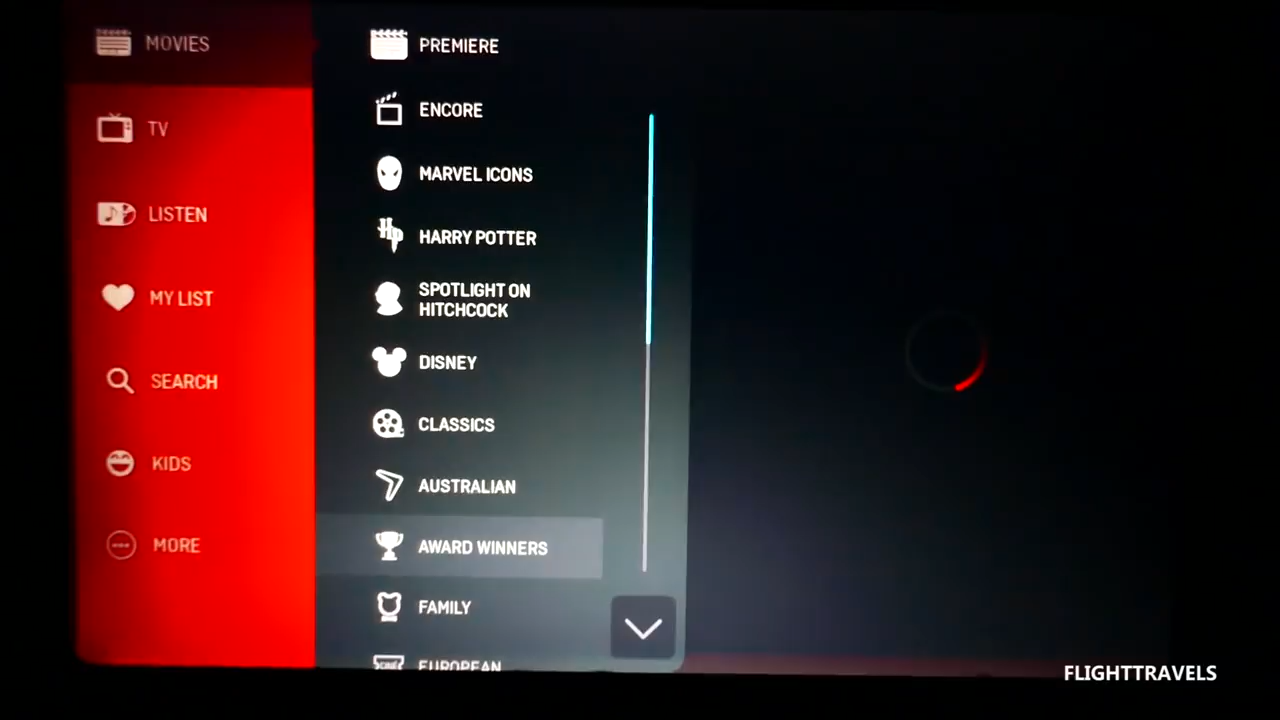 MOVIES
TV
LISTEN
MY LIST
SEARCH
KIDS
MORE
PREMIERE
ENCORE
MARVEL ICONS
HARRY POTTER
SPOTLIGHT ON
HITCHCOCK
DISNEY
CLASSICS
AUSTRALIAN
AWARD WINNERS
FAMILY
EUROPEAN
FLIGHTTRAVELS